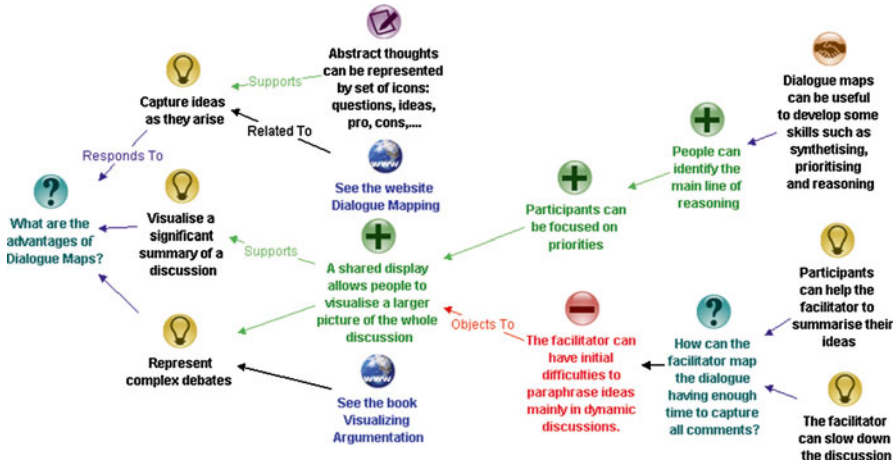 Abstract thoughts
can be represented
by set of icons:
questions, ideas,
pro, cons,....
Supports
Capture ideas
as they arise
Related To
Responds To
www
See the website
Dialogue Mapping
What are the
advantages of
Dialogue Maps?
Visualise a
significant
summary of a
discussion
Supports
A shared display
allows people to
visualise a larger
picture of the whole
discussion
Represent
complex debates
www
See the book
Visualizing
Argumentation
Participants can
be focused on
priorities
People can
identify the
main line of
reasoning
Dialogue maps
can be useful
to develop some
skills such as
synthetising,
prioritising
and reasoning
Objects To
The facilitator can
have initial
difficulties to
paraphrase ideas
mainly in dynamic
discussions.
How can the
facilitator map
the dialogue
having enough
time to capture
all comments?
Participants
can help the
facilitator to
summarise their
ideas
The facilitator
can slow down
the discussion